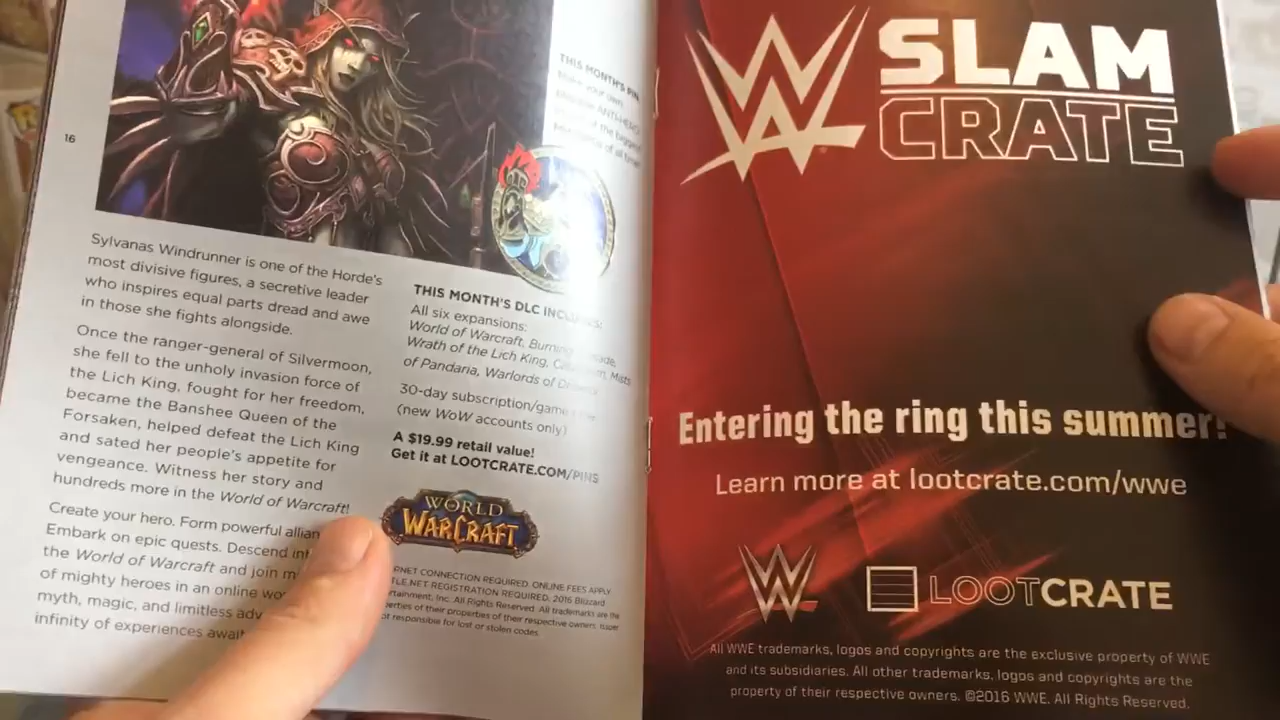 16
THIS MONTH'S PIN
Make your own
Sylvanas Windrunner is one of the Horde's
most divisive figures, a secretive leader
who inspires equal parts dread and awe
in those she fights alongside.
Once the ranger-general of Silvermoon,
she fell to the unholy invasion force of
the Lich King, fought for her freedom,
became the Banshee Queen of the
Forsaken, helped defeat the Lich King
and sated her people's appetite for
vengeance. Witness her story and
hundreds more in the World of Warcraft!
Create your hero. Form powerful
Embark on epic quests. Descend
the World of Warcraft and join
of mighty heroes in an online
myth, magic, and limitless
infinity of experiences
THIS MONTH'S DLC
All six expansions:
World of Warcraft, Burning
Wrath of the Lich King, Mists
of Pandaria, Warlords of
30-day subscription/game
(new WoW accounts only)
A $19.99 retail value!
Get it at LOOTCRATE.COM/PINS
WORLD
WARCRAFT
CONNECTION REQUIRED. ONLINE FEES APPLY
REGISTRATION REQUIRED, 2016 Blizzard
Inc. All Rights Reserved. All trademarks are the
of their respective owners.
responsible for lost or stolen codes.
W
SLAM
CRATE
Entering the ring this summer!
Learn more at lootcrate.com/wwe
W LOOTCRATE
All WWE trademarks, logos and copyrights are the exclusive property of WWE
and its subsidiaries. All other trademarks, logos and copyrights are the
property of their respective owners. ©2016 WWE. All Rights Reserved.